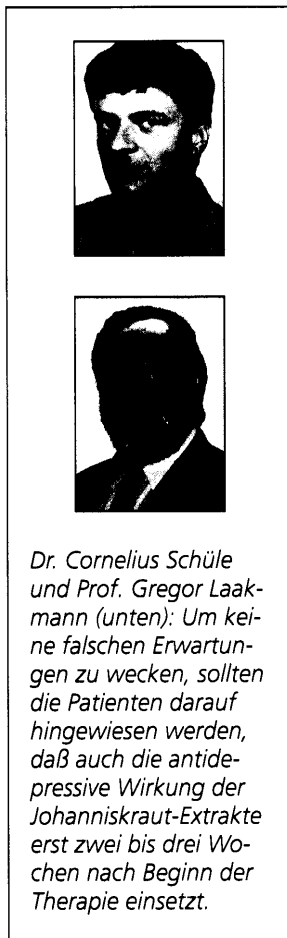 Dr. Cornelius Schüle
und Prof. Gregor Laak-
mann (unten): Um kei-
ne falschen Erwartun-
gen zu wecken, sollten
die Patienten darauf
hingewiesen werden,
daß auch die antide-
pressive Wirkung der
Johanniskraut-Extrakte
erst zwei bis drei Wo-
chen nach Beginn der
Therapie einsetzt.